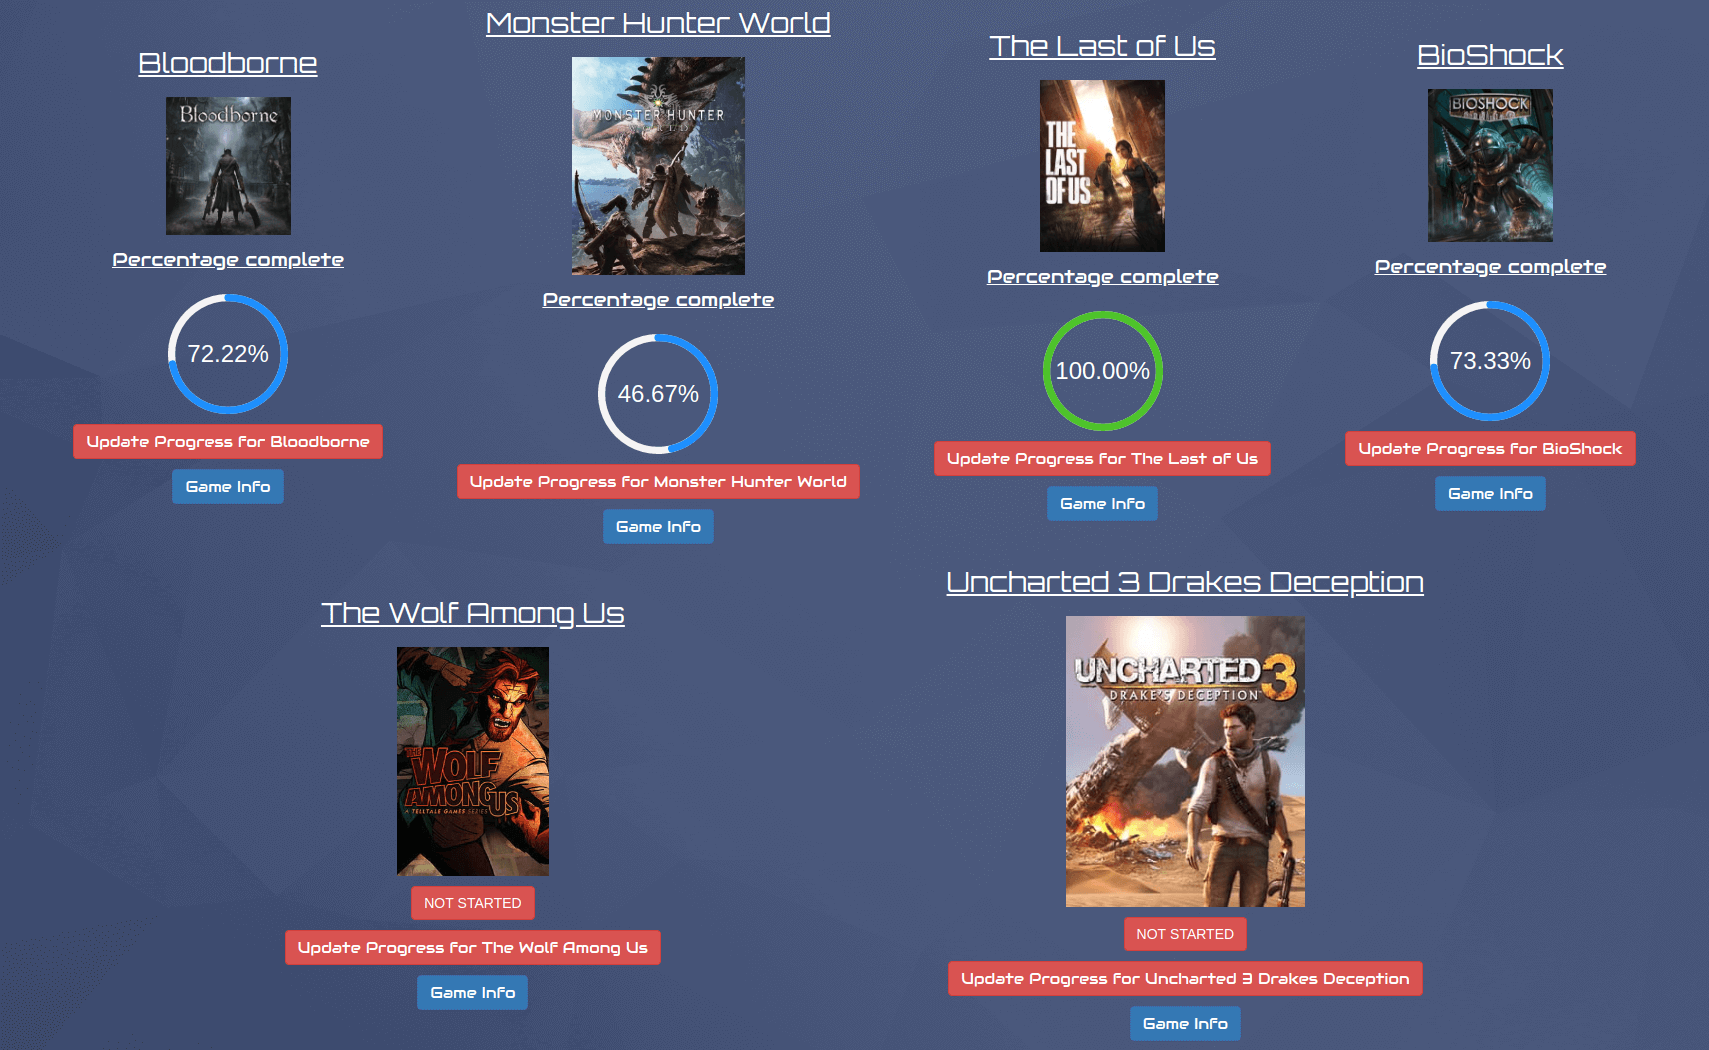 Bloodborne
Bloodborne
Percentage complete
72.22%
Update Progress for Bloodborne
Game Info
Monster Hunter World
MONSTER HUNTER
WORLD
Percentage complete
46.67%
Update Progress for Monster Hunter World
Game Info
The Last of Us
THE
LAST
OF US
Percentage complete
100.00%
Update Progress for The Last of Us
Game Info
BioShock
BIOSHOCK
Percentage complete
73.33%
Update Progress for BioShock
Game Info
The Wolf Among Us
THE
WOLF
AMONG US
A TELLTALE GAMES SERIES
NOT STARTED
Update Progress for The Wolf Among Us
Game Info
Uncharted 3 Drakes Deception
UNCHARTED 3
DRAKE'S DECEPTION
NOT STARTED
Update Progress for Uncharted 3 Drakes Deception
Game Info